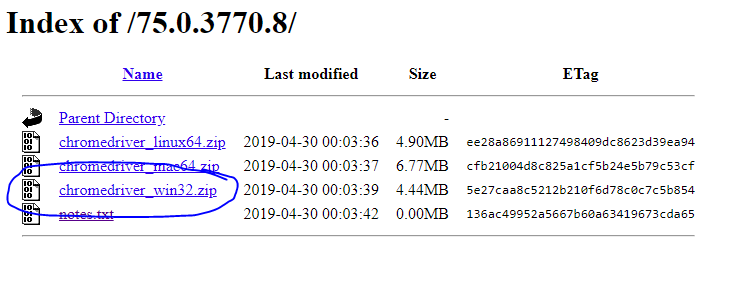 Index of /75.0.3770.8/
Name Last modified Size ETag
Parent Directory -
chromedriver_linux64.zip 2019-04-30 00:03:36 4.90MB ee28a86911127498409dc8623d39ea94
chromedriver_mac64.zip 2019-04-30 00:03:37 6.77MB cfb21004d8c825a1cf5b24e5b79c53cf
chromedriver_win32.zip 2019-04-30 00:03:39 4.44MB 5e27caa8c5212b210f6d78c0c7c5b854
notes.txt 2019-04-30 00:03:42 0.00MB 136ac49952a5667b60a63419673cda65